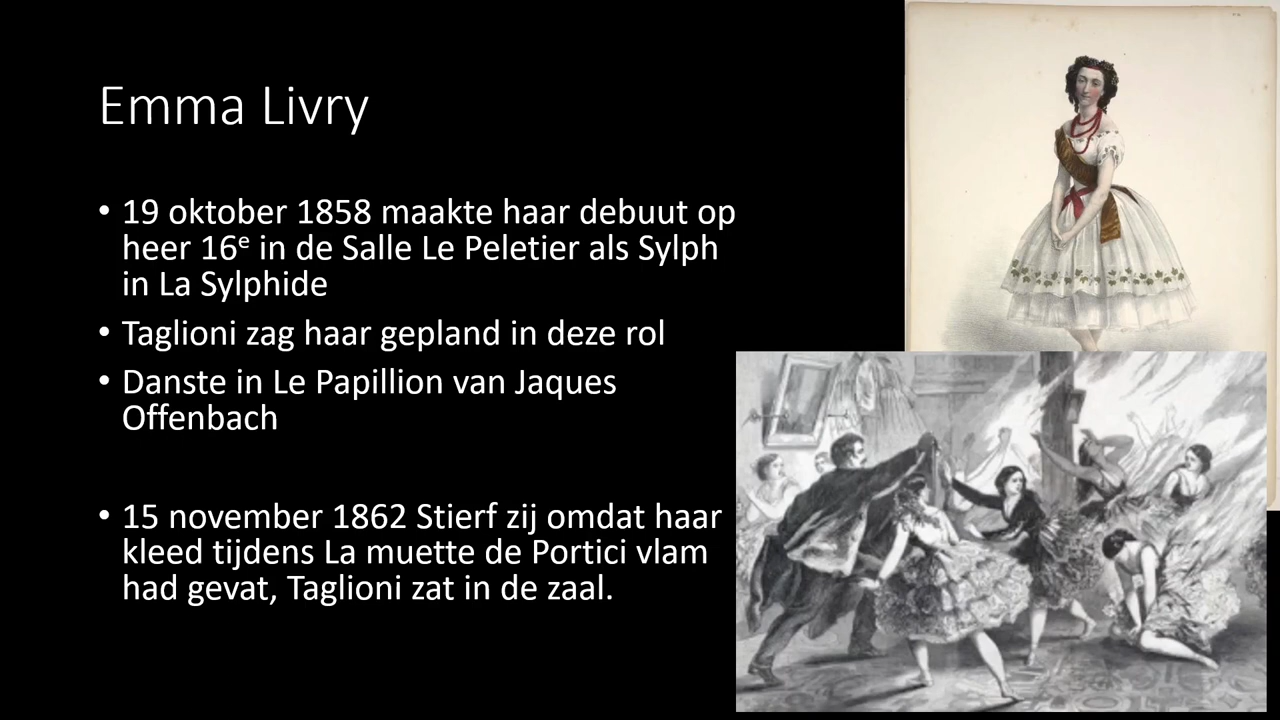 Emma Livry
• 19 oktober 1858 maakte haar debuut op
heer 16ᵉ in de Salle Le Peletier als Sylph
in La Sylphide
• Taglioni zag haar gepland in deze rol
• Danste in Le Papillion van Jaques
Offenbach
• 15 november 1862 Stierf zij omdat haar
kleed tijdens La muette de Portici vlam
had gevat, Taglioni zat in de zaal.